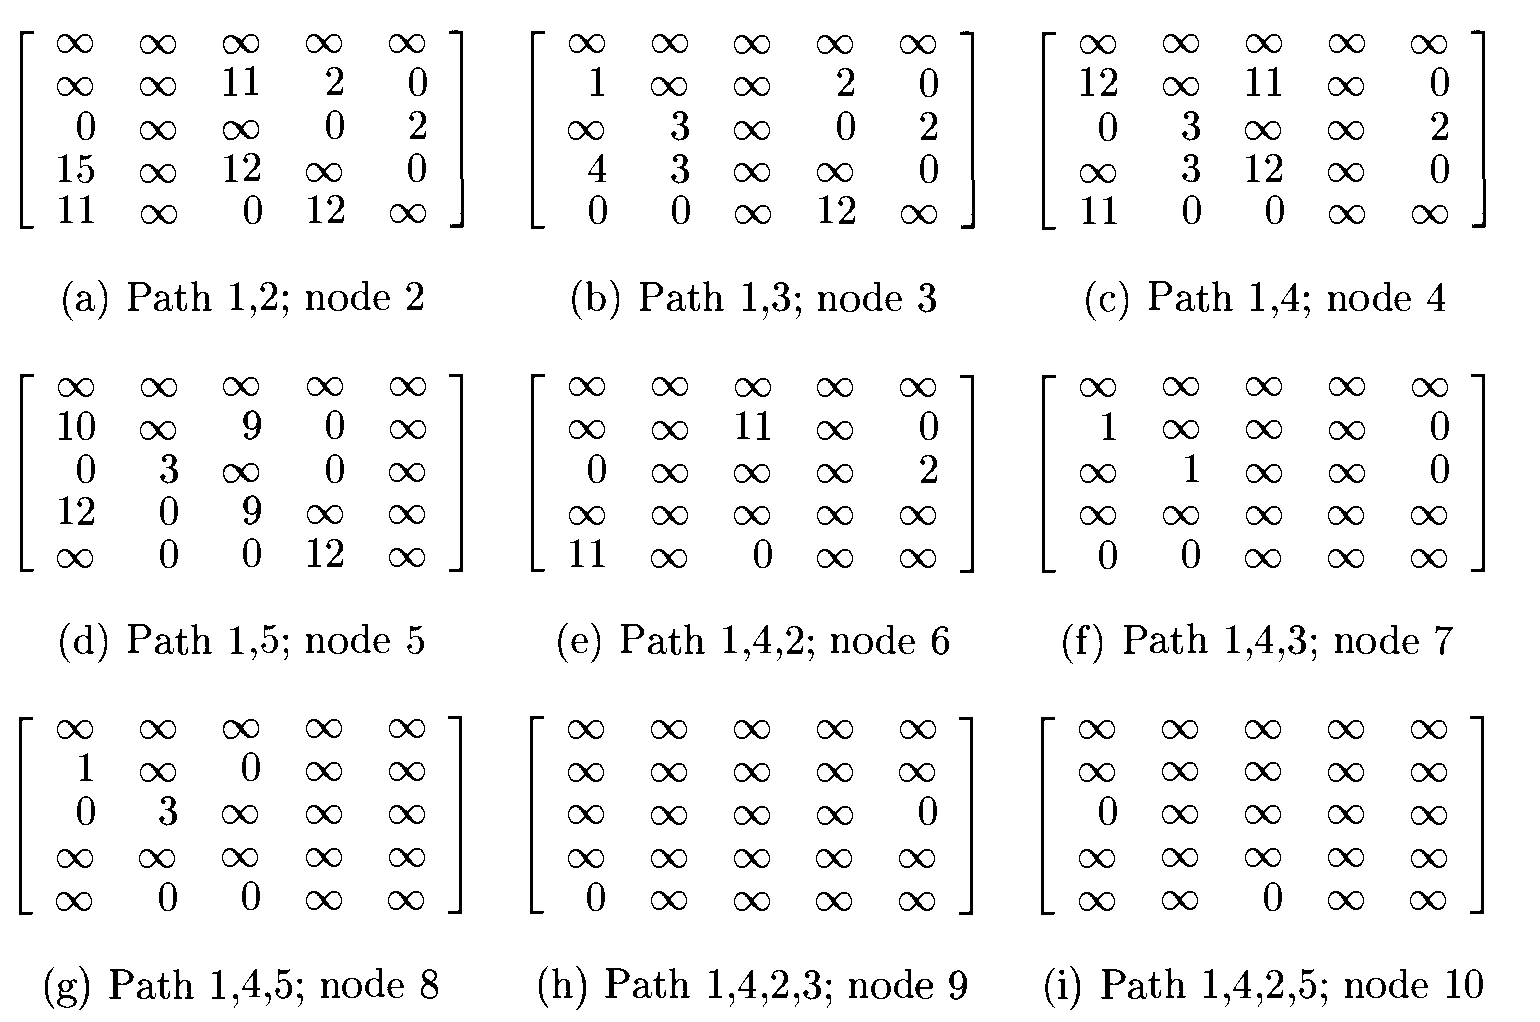 ∞ ∞ ∞ ∞ ∞ ∞ ∞ ∞ ∞ ∞ ∞ ∞ ∞ ∞ ∞
∞ ∞ 11 2 0 1 ∞ ∞ 2 0 12 ∞ 11 ∞ 0
0 ∞ ∞ 0 2 ∞ 3 ∞ 0 2 0 3 ∞ ∞ 2
15 ∞ 12 ∞ 0 4 3 ∞ ∞ 0 ∞ 3 12 ∞ 0
11 ∞ 0 12 ∞ 0 0 ∞ 12 ∞ 11 0 0 ∞ ∞
(a) Path 1,2; node 2 (b) Path 1,3; node 3 (c) Path 1,4; node 4
∞ ∞ ∞ ∞ ∞ ∞ ∞ ∞ ∞ ∞ ∞ ∞ ∞ ∞ ∞
10 ∞ 9 0 ∞ ∞ ∞ 11 ∞ 0 1 ∞ ∞ ∞ 0
0 3 ∞ 0 ∞ 0 ∞ ∞ ∞ 2 ∞ 1 ∞ ∞ 0
12 0 9 ∞ ∞ ∞ ∞ ∞ ∞ ∞ ∞ ∞ ∞ ∞ ∞
∞ 0 0 12 ∞ 11 ∞ 0 ∞ ∞ 0 0 ∞ ∞ ∞
(d) Path 1,5; node 5 (e) Path 1,4,2; node 6 (f) Path 1,4,3; node 7
∞ ∞ ∞ ∞ ∞ ∞ ∞ ∞ ∞ ∞ ∞ ∞ ∞ ∞ ∞
1 ∞ 0 ∞ ∞ ∞ ∞ ∞ ∞ ∞ ∞ ∞ ∞ ∞ ∞
0 3 ∞ ∞ ∞ ∞ ∞ ∞ ∞ 0 0 ∞ ∞ ∞ ∞
∞ ∞ ∞ ∞ ∞ ∞ ∞ ∞ ∞ ∞ ∞ ∞ ∞ ∞ ∞
∞ 0 0 ∞ ∞ 0 ∞ ∞ ∞ ∞ ∞ ∞ 0 ∞ ∞
(g) Path 1,4,5; node 8 (h) Path 1,4,2,3; node 9 (i) Path 1,4,2,5; node 10